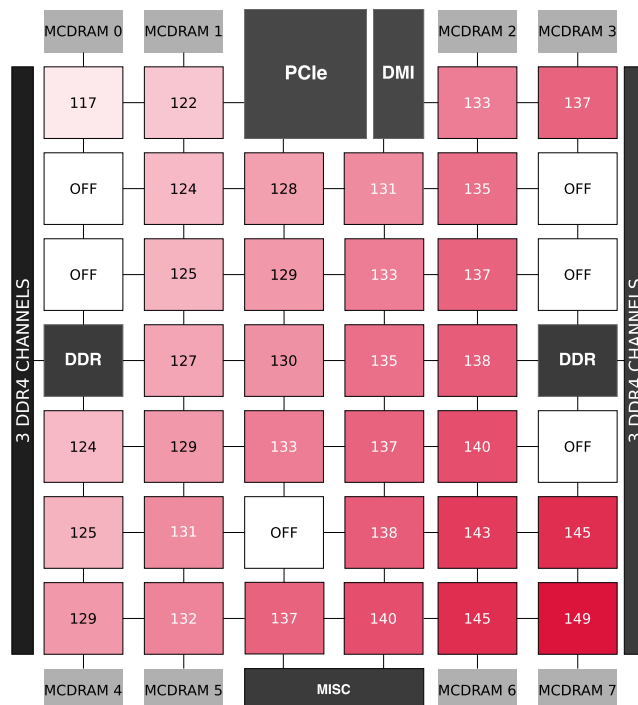 MCDRAM 0 MCDRAM 1 PCIe DMI MCDRAM 2 MCDRAM 3
117 122 133 137
OFF 124 128 131 135 OFF
OFF 125 129 133 137 OFF
3 DDR4 CHANNELS
DDR 127 130 135 138 DDR
3 DDR4 CHANNELS
124 129 133 137 140 OFF
125 131 OFF 138 143 145
129 132 137 140 145 149
MCDRAM 4 MCDRAM 5 MISC MCDRAM 6 MCDRAM 7